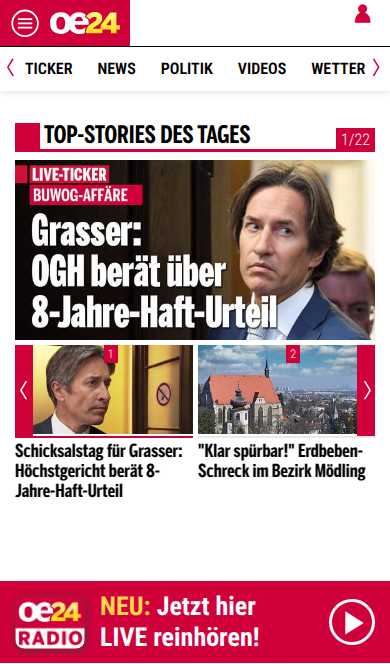 oe24
TICKER NEWS POLITIK VIDEOS WETTER
TOP-STORIES DES TAGES
1/22
LIVE-TICKER
BUWOG-AFFÄRE
Grasser:
OGH berät über
8-Jahre-Haft-Urteil
1
2
Schicksalstag für Grasser:
Höchstgericht berät 8-
Jahre-Haft-Urteil
"Klar spürbar!" Erdbeben-
Schreck im Bezirk Mödling
oe24
RADIO
NEU: Jetzt hier
LIVE reinhören!